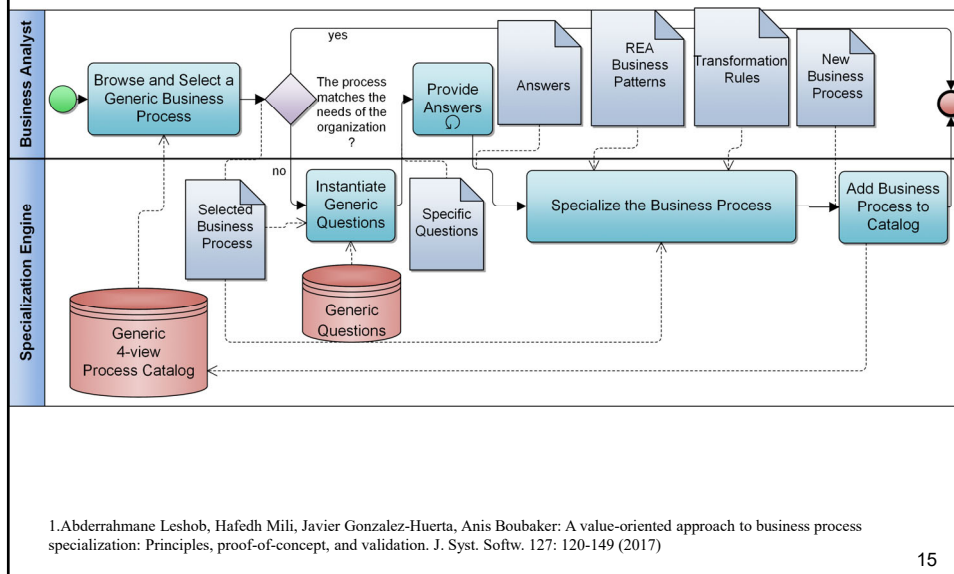 Business Analyst
Browse and Select a
Generic Business
Process
yes
The process
matches the
needs of the
organization
?
no
Provide
Answers
Answers
REA
Business
Patterns
Transformation
Rules
New
Business
Process
Specialization Engine
Selected
Business
Process
Instantiate
Generic
Questions
Specific
Questions
Specialize the Business Process
Add Business
Process to
Catalog
Generic
Questions
Generic
4-view
Process Catalog
1.Abderrahmane Leshob, Hafedh Mili, Javier Gonzalez-Huerta, Anis Boubaker: A value-oriented approach to business process
specialization: Principles, proof-of-concept, and validation. J. Syst. Softw. 127: 120-149 (2017)
15